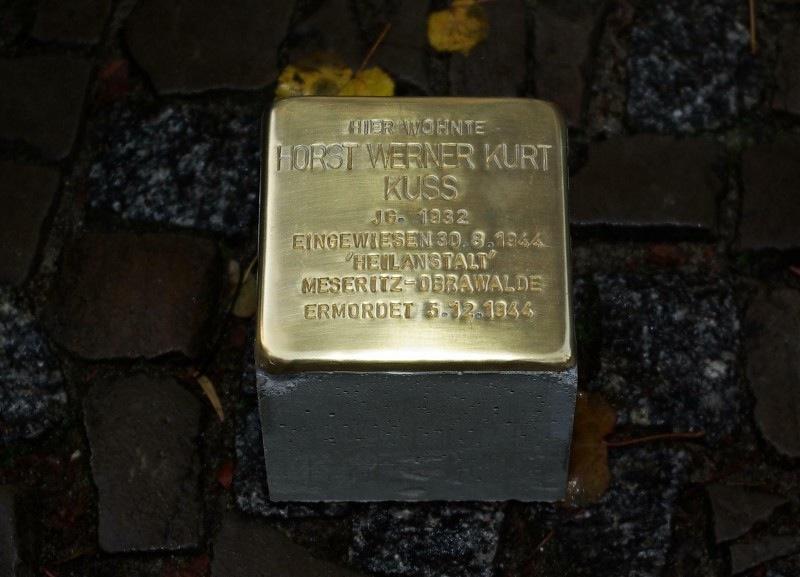 HIER WOHNTE
HORST WERNER KURT
KUSS
JG. 1932
EINGEWIESEN 30.8.1944
'HEILANSTALT'
MESERITZ-OBRAWALDE
ERMORDET 5.12.1944